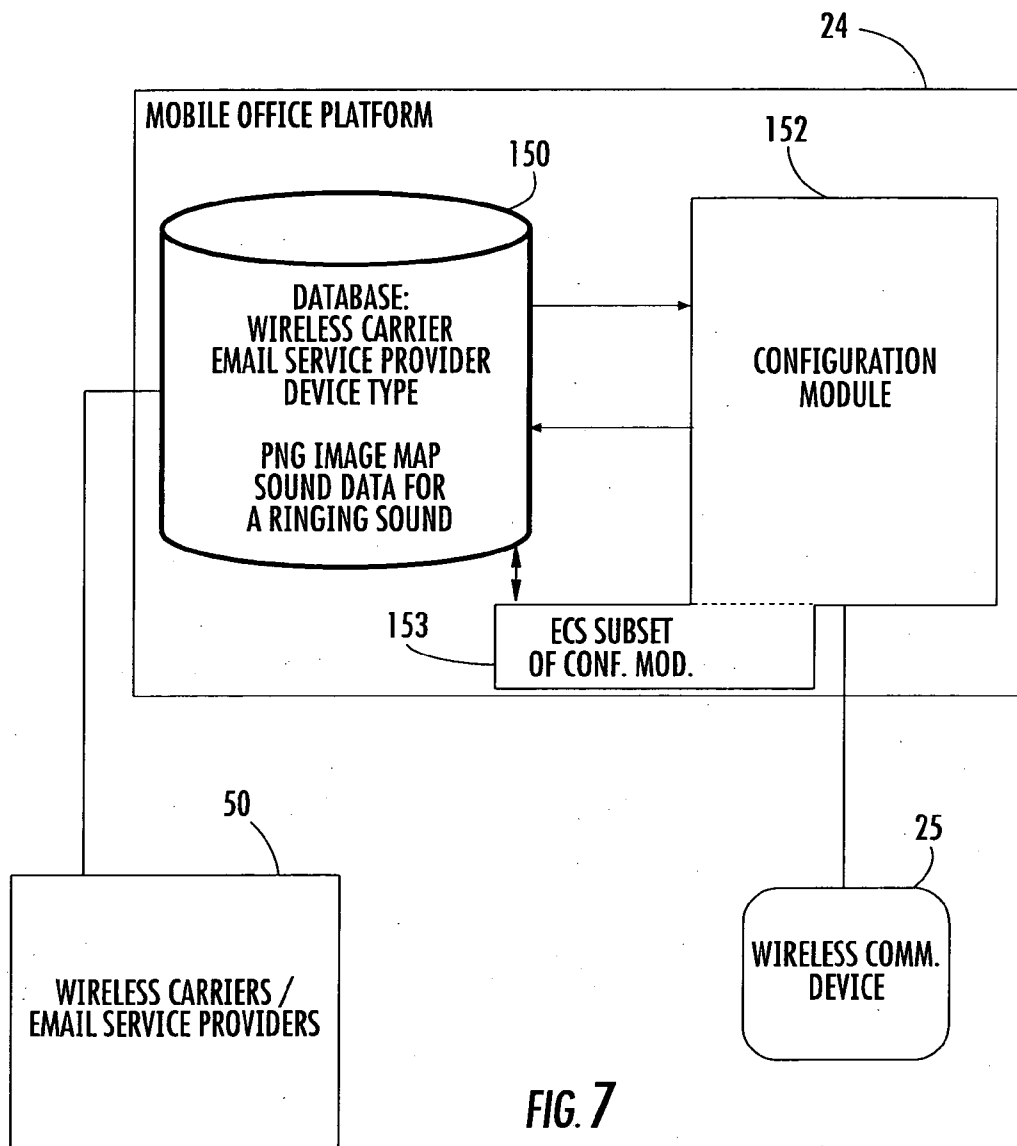 24
MOBILE OFFICE PLATFORM
152
150
DATABASE:
WIRELESS CARRIER
EMAIL SERVICE PROVIDER
DEVICE TYPE
PNG IMAGE MAP
SOUND DATA FOR
A RINGING SOUND
CONFIGURATION
MODULE
153
ECS SUBSET
OF CONF. MOD.
50
25
WIRELESS CARRIERS /
EMAIL SERVICE PROVIDERS
WIRELESS COMM.
DEVICE
FIG. 7